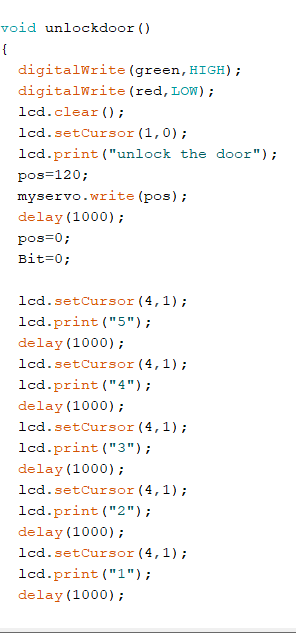 void unlockdoor()
{
  digitalWrite(green,HIGH);
  digitalWrite(red,LOW);
  lcd.clear();
  lcd.setCursor(1,0);
  lcd.print("unlock the door");
  pos=120;
  myservo.write(pos);
  delay(1000);
  pos=0;
  Bit=0;

  lcd.setCursor(4,1);
  lcd.print("5");
  delay(1000);
  lcd.setCursor(4,1);
  lcd.print("4");
  delay(1000);
  lcd.setCursor(4,1);
  lcd.print("3");
  delay(1000);
  lcd.setCursor(4,1);
  lcd.print("2");
  delay(1000);
  lcd.setCursor(4,1);
  lcd.print("1");
  delay(1000);